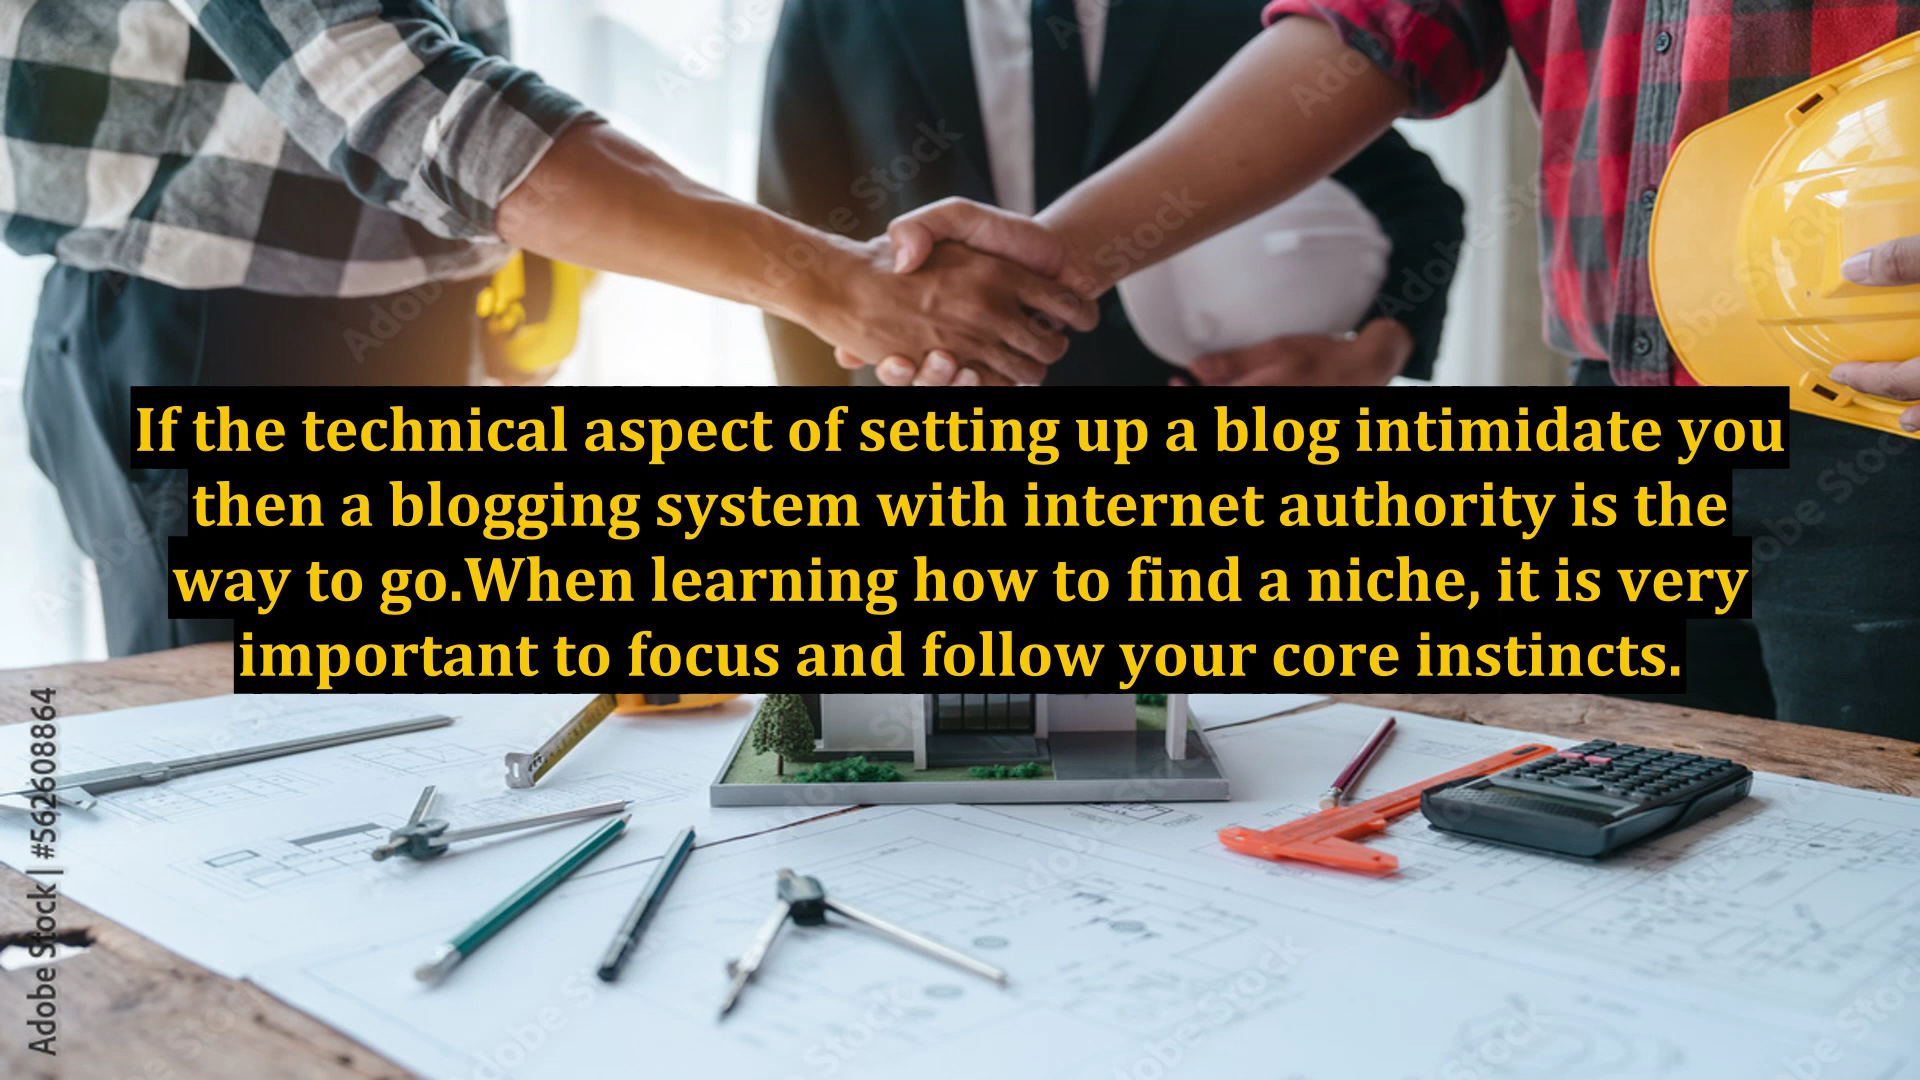 If the technical aspect of setting up a blog intimidate you
then a blogging system with internet authority is the
way to go.When learning how to find a niche, it is very
important to focus and follow your core instincts.
Adobe Stock | #562608864
Adobe Stock